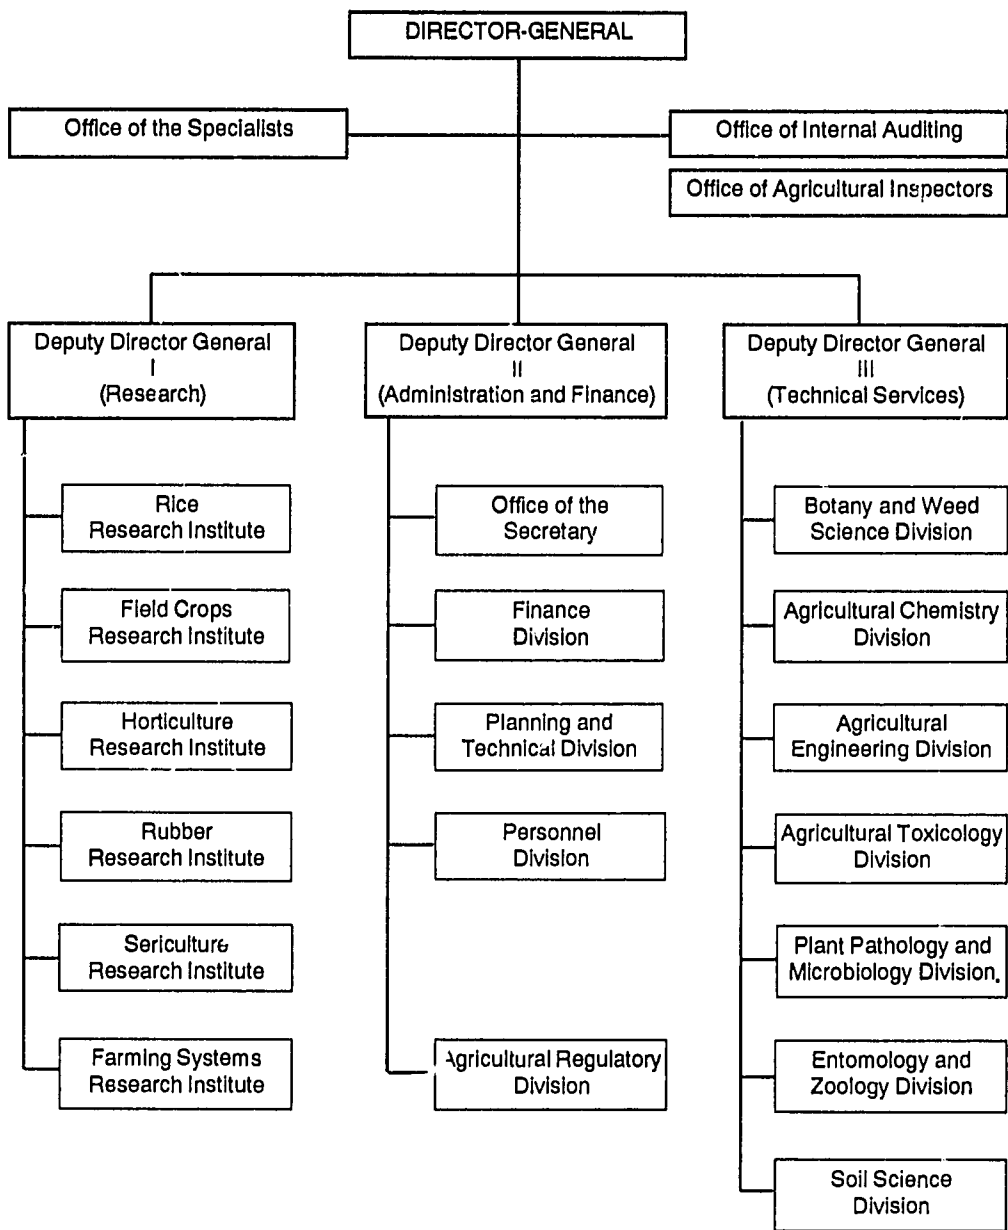 DIRECTOR-GENERAL
Office of the Specialists
Office of Internal Auditing
Office of Agricultural Inspectors
Deputy Director General
I
(Research)
Rice
Research Institute
Field Crops
Research Institute
Horticulture
Research Institute
Rubber
Research Institute
Sericulture
Research Institute
Farming Systems
Research Institute
Deputy Director General
II
(Administration and Finance)
Office of the
Secretary
Finance
Division
Planning and
Technical Division
Personnel
Division
Agricultural Regulatory
Division
Deputy Director General
III
(Technical Services)
Botany and Weed
Science Division
Agricultural Chemistry
Division
Agricultural
Engineering Division
Agricultural Toxicology
Division
Plant Pathology and
Microbiology Division.
Entomology and
Zoology Division
Soil Science
Division